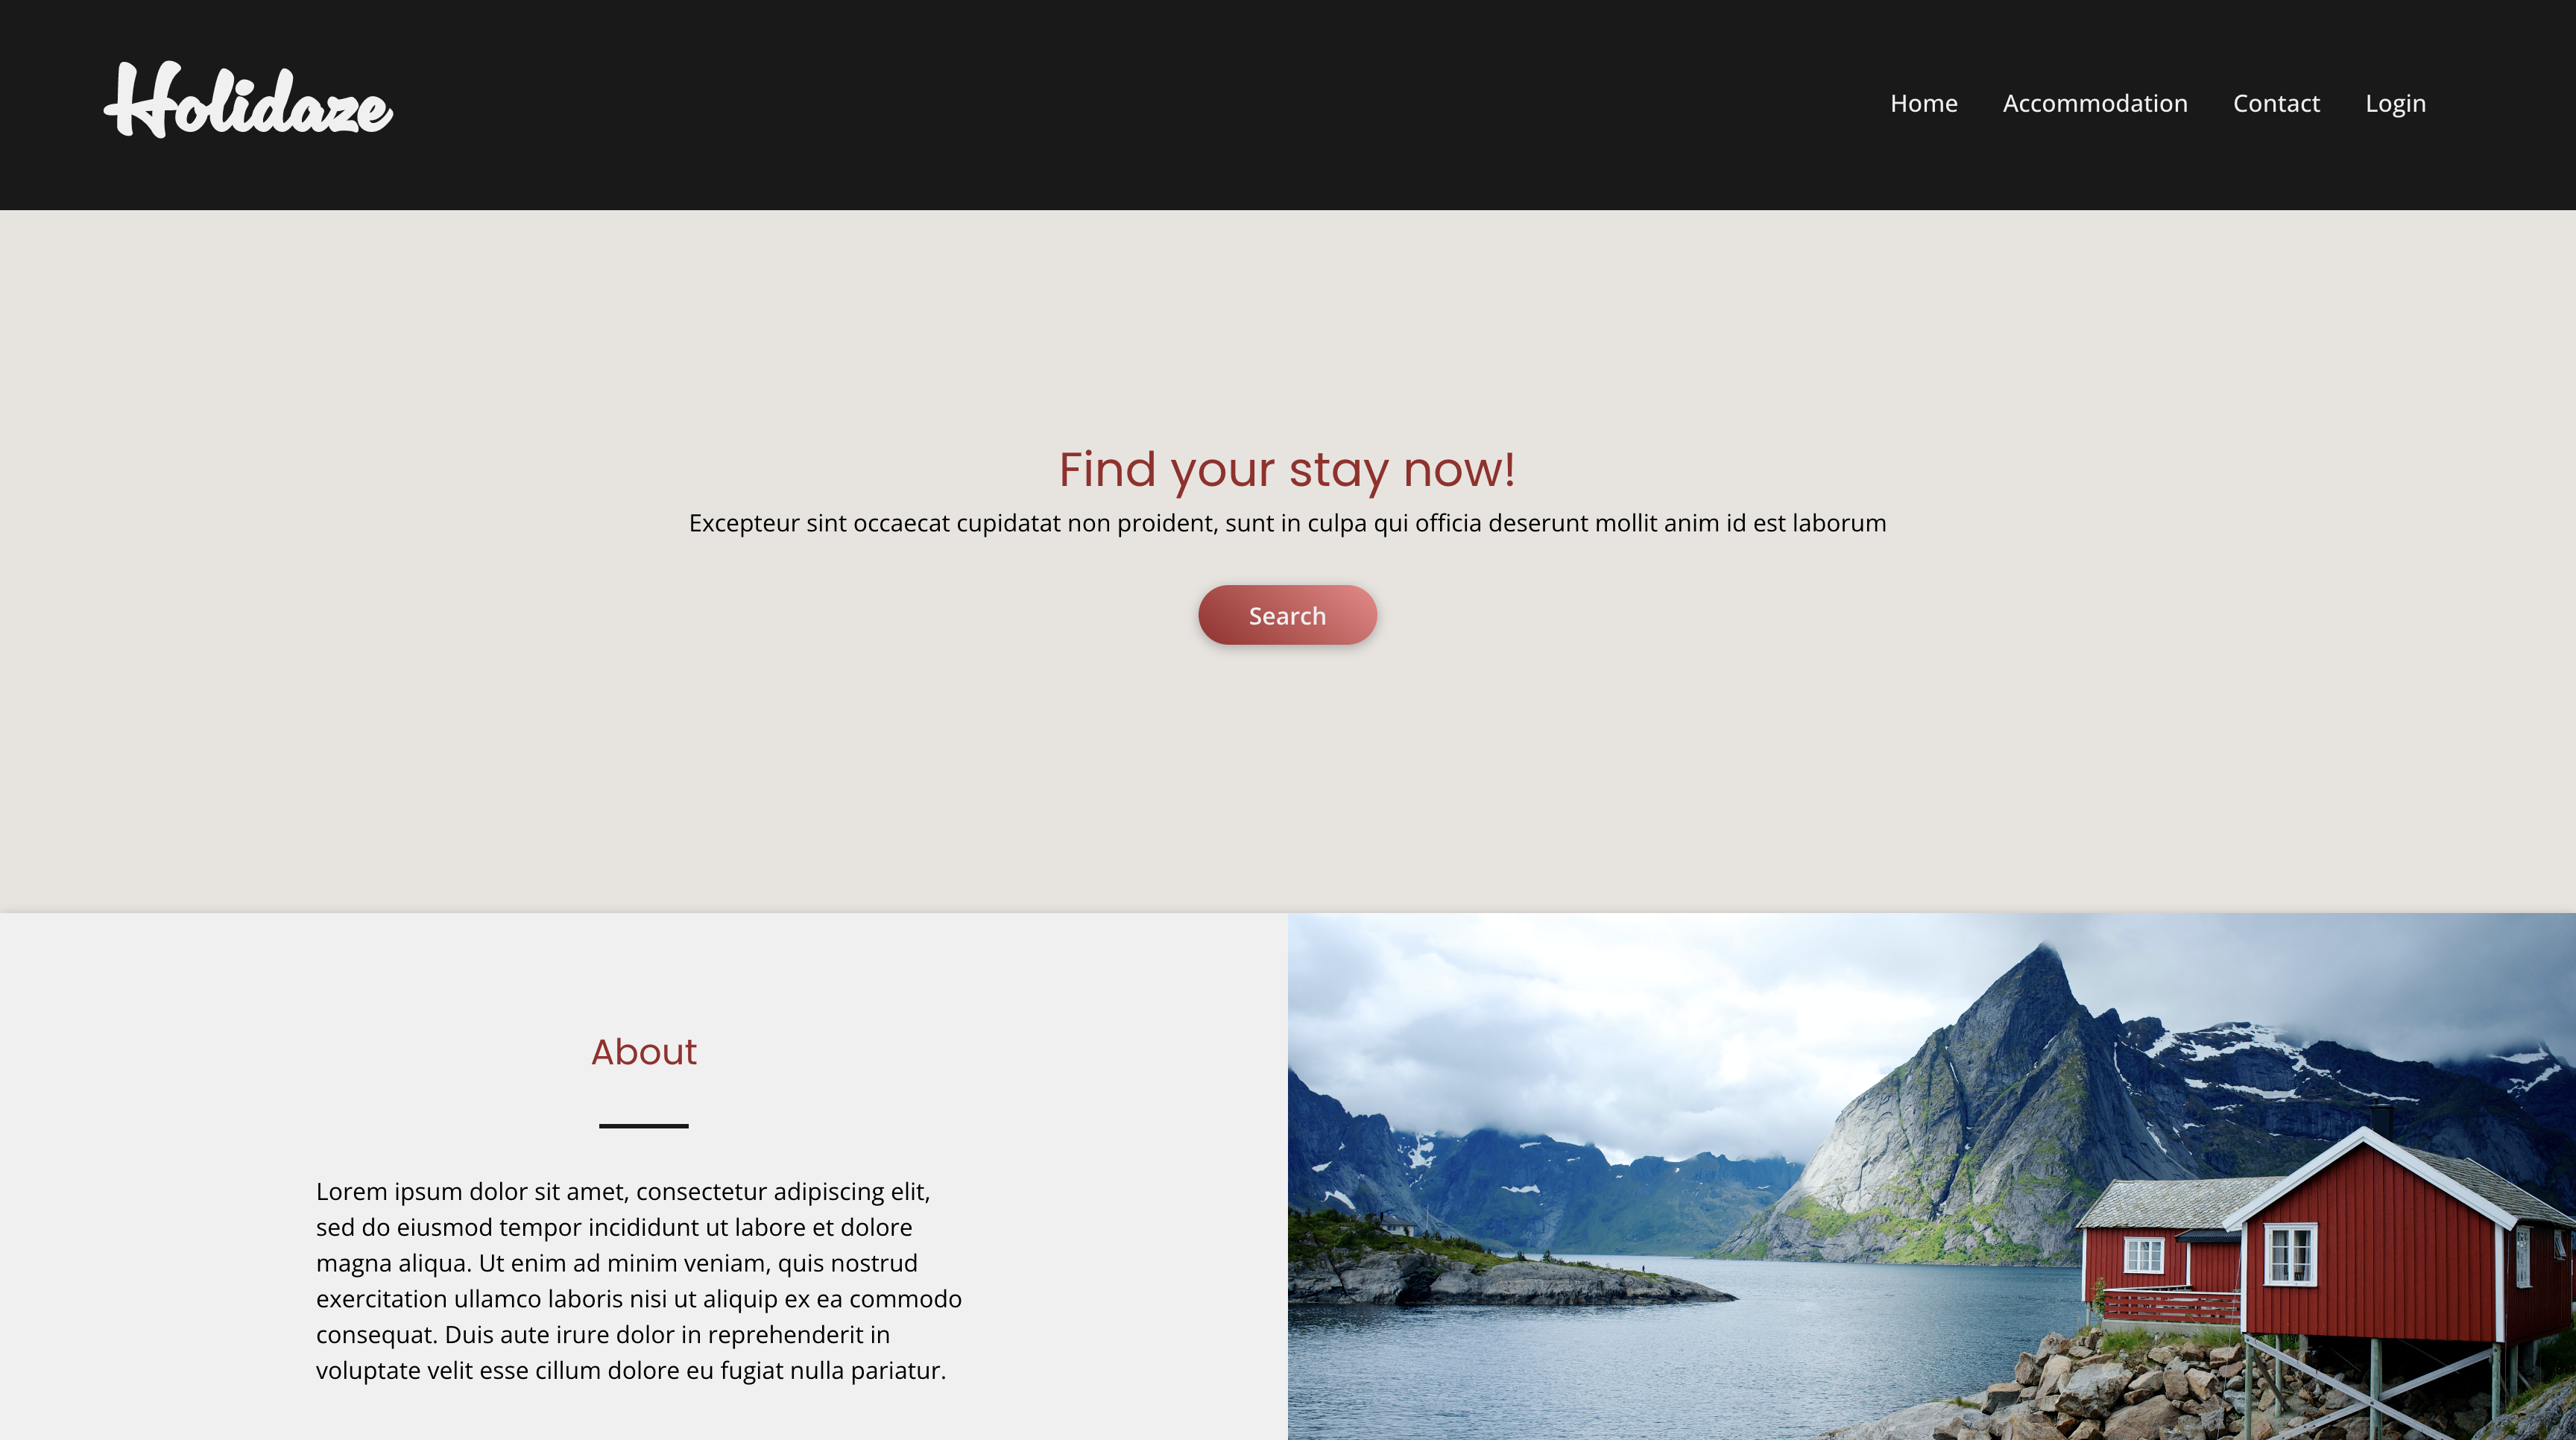 Holidaze
Home Accommodation Contact Login
Find your stay now!
Excepteur sint occaecat cupidatat non proident, sunt in culpa qui officia deserunt mollit anim id est laborum
Search
About
Lorem ipsum dolor sit amet, consectetur adipiscing elit,
sed do eiusmod tempor incididunt ut labore et dolore
magna aliqua. Ut enim ad minim veniam, quis nostrud
exercitation ullamco laboris nisi ut aliquip ex ea commodo
consequat. Duis aute irure dolor in reprehenderit in
voluptate velit esse cillum dolore eu fugiat nulla pariatur.